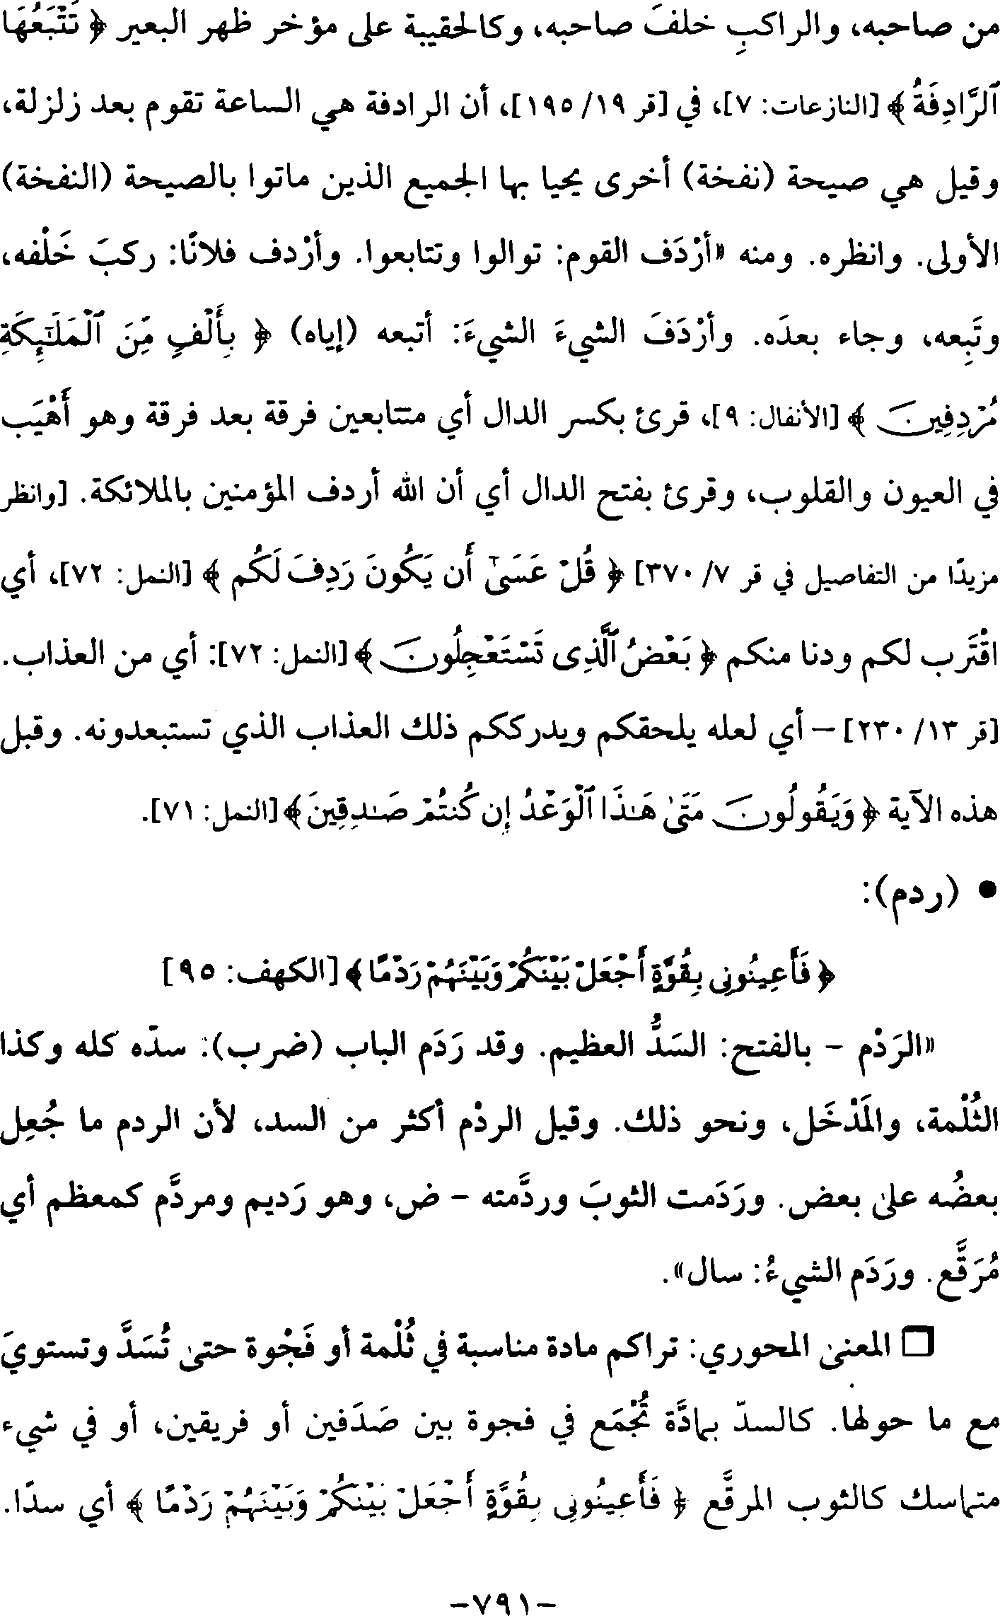 من صاحبه، والراكبِ خلفَ صاحبه، وكالحقيبة على مؤخر ظهر البعير ﴿ تَتْبَعُهَا
ٱلرَّادِفَةُ ﴾ [النازعات: ٧]، في [قر ١٩/ ١٩٥]، أن الرادفة هي الساعة تقوم بعد زلزلة،
وقيل هي صيحة (نفخة) أخرى يحيا بها الجميع الذين ماتوا بالصيحة (النفخة)
الأولى. وانظره. ومنه «أرْدَف القوم: توالوا وتتابعوا. وأرْدف فلانًا: ركبَ خَلْفه،
وتَبِعه، وجاء بعدَه. وأرْدَفَ الشيءَ الشيءَ: أتبعه (إياه) ﴿ بِأَلْفٍ مِّنَ ٱلْمَلَٰٓئِكَةِ
مُرْدِفِينَ ﴾ [الأنفال: ٩]، قرئ بكسر الدال أي متتابعين فرقة بعد فرقة وهو أَهْيَب
في العيون والقلوب، وقرئ بفتح الدال أي أن الله أردف المؤمنين بالملائكة. [وانظر
مزيدًا من التفاصيل في قر ٧/ ٣٧٠] ﴿ قُلْ عَسَىٰٓ أَن يَكُونَ رَدِفَ لَكُم ﴾ [النمل: ٧٢]، أي
اقْتَرب لكم ودنا منكم ﴿ بَعْضُ ٱلَّذِى تَسْتَعْجِلُونَ ﴾ [النمل: ٧٢]: أي من العذاب.
[قر ١٣/ ٢٣٠] – أي لعله يلحقكم ويدرككم ذلك العذاب الذي تستبعدونه. وقبل
هذه الآية ﴿ وَيَقُولُونَ مَتَىٰ هَـٰذَا ٱلْوَعْدُ إِن كُنتُمْ صَـٰدِقِينَ ﴾ [النمل: ٧١].
● (ردم):
﴿ فَأَعِينُونِى بِقُوَّةٍ أَجْعَلْ بَيْنَكُمْ وَبَيْنَهُمْ رَدْمًا ﴾ [الكهف: ٩٥]
«الرَدْم – بالفتح: السَدُّ العظيم. وقد رَدَم الباب (ضرب): سدّه كله وكذا
الثُلْمة، والمَدْخَل، ونحو ذلك. وقيل الردْم أكثر من السد، لأن الردم ما جُعِل
بعضُه على بعض. ورَدَمت الثوبَ وردَّمته – ض، وهو رَديم ومردَّم كمعظم أي
مُرَقَّع. ورَدَم الشيءُ: سال».
❒ المعنى المحوري: تراكم مادة مناسبة في ثُلْمة أو فَجْوة حتى تُسَدَّ وتستويَ
مع ما حولها. كالسدّ بمادَّة تُجْمَع في فجوة بين صَدَفين أو فريقين، أو في شيء
متماسك كالثوب المرقَّع ﴿ فَأَعِينُونِى بِقُوَّةٍ أَجْعَلْ بَيْنَكُمْ وَبَيْنَهُمْ رَدْمًا ﴾ أي سدًا.
-٧٩١-